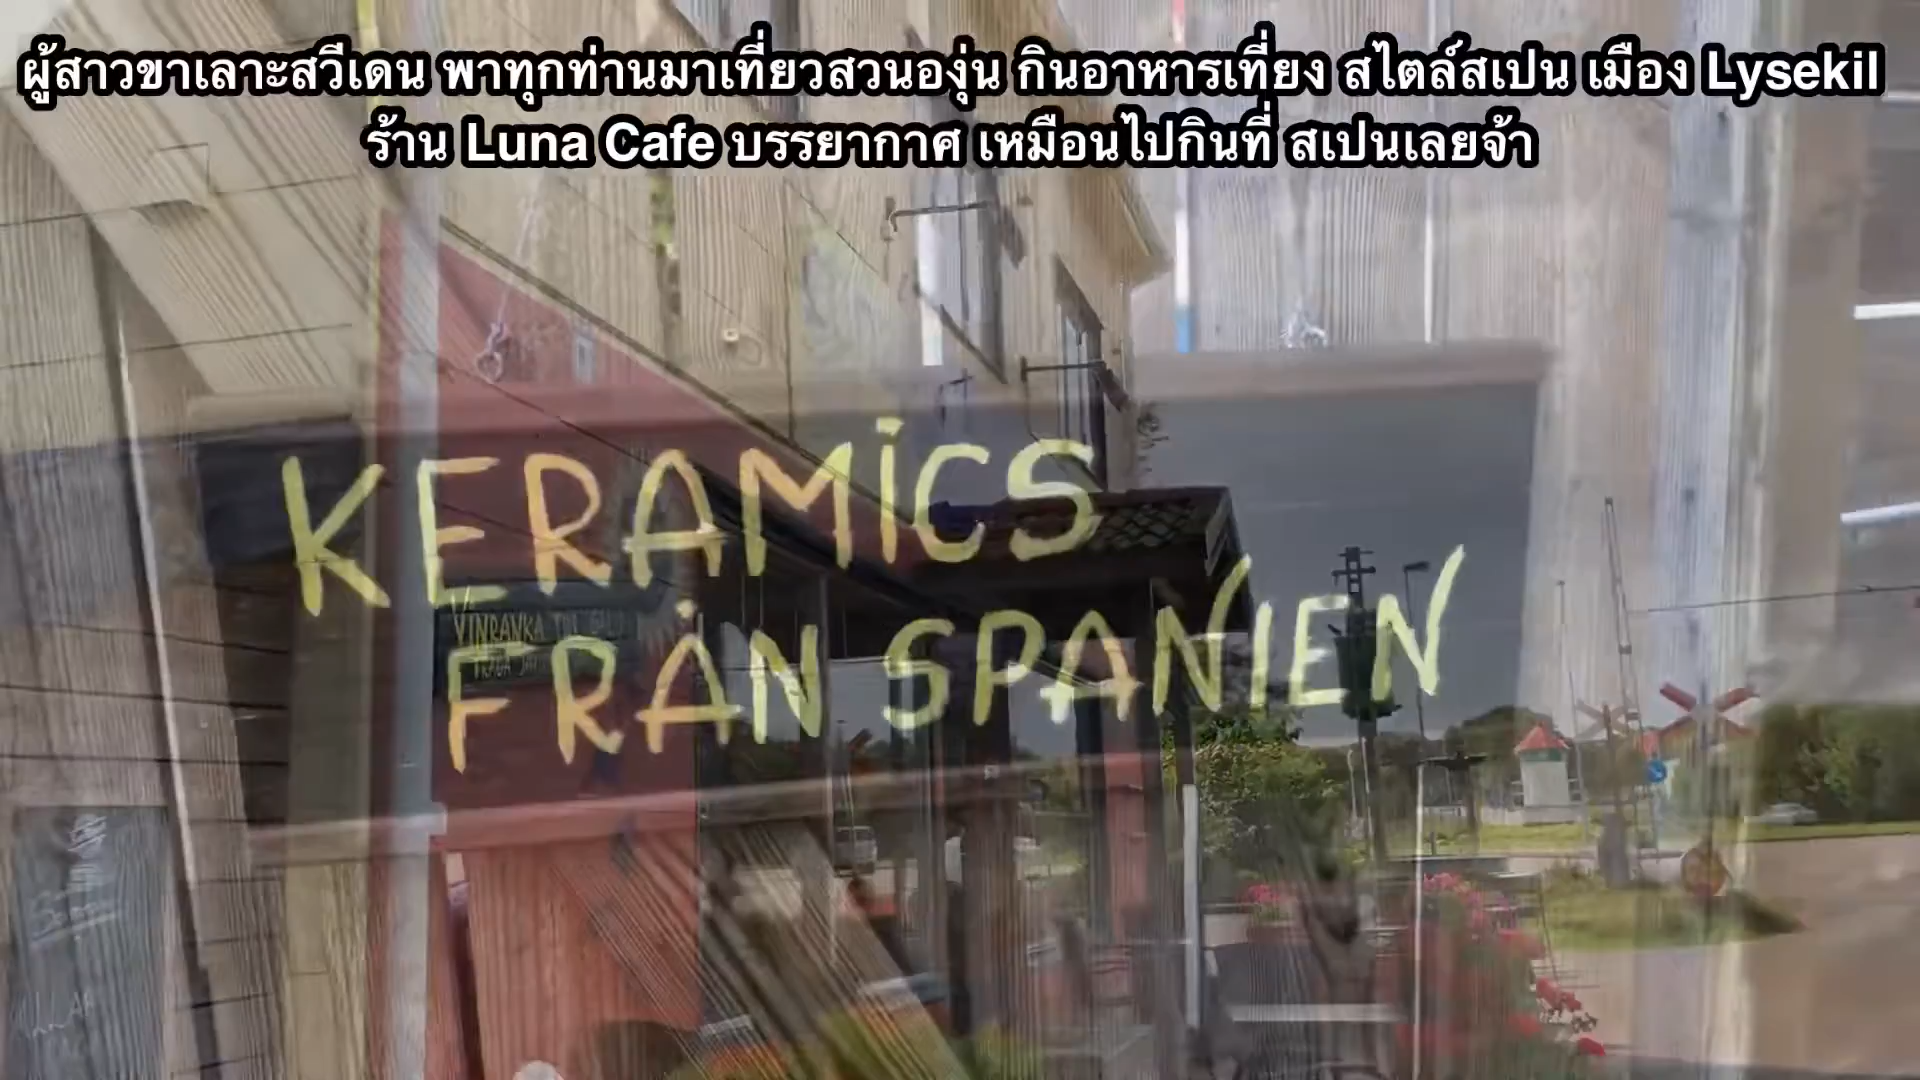 ผู้สาวขาเลาะสวีเดน พาทุกท่านมาเที่ยวสวนองุ่น กินอาหารเที่ยง สไตล์สเปน เมือง Lysekil
ร้าน Luna Cafe บรรยากาศ เหมือนไปกินที่ สเปนเลยจ้า
KERAMiCS
FRÅN SPANIEN
VINRANKA